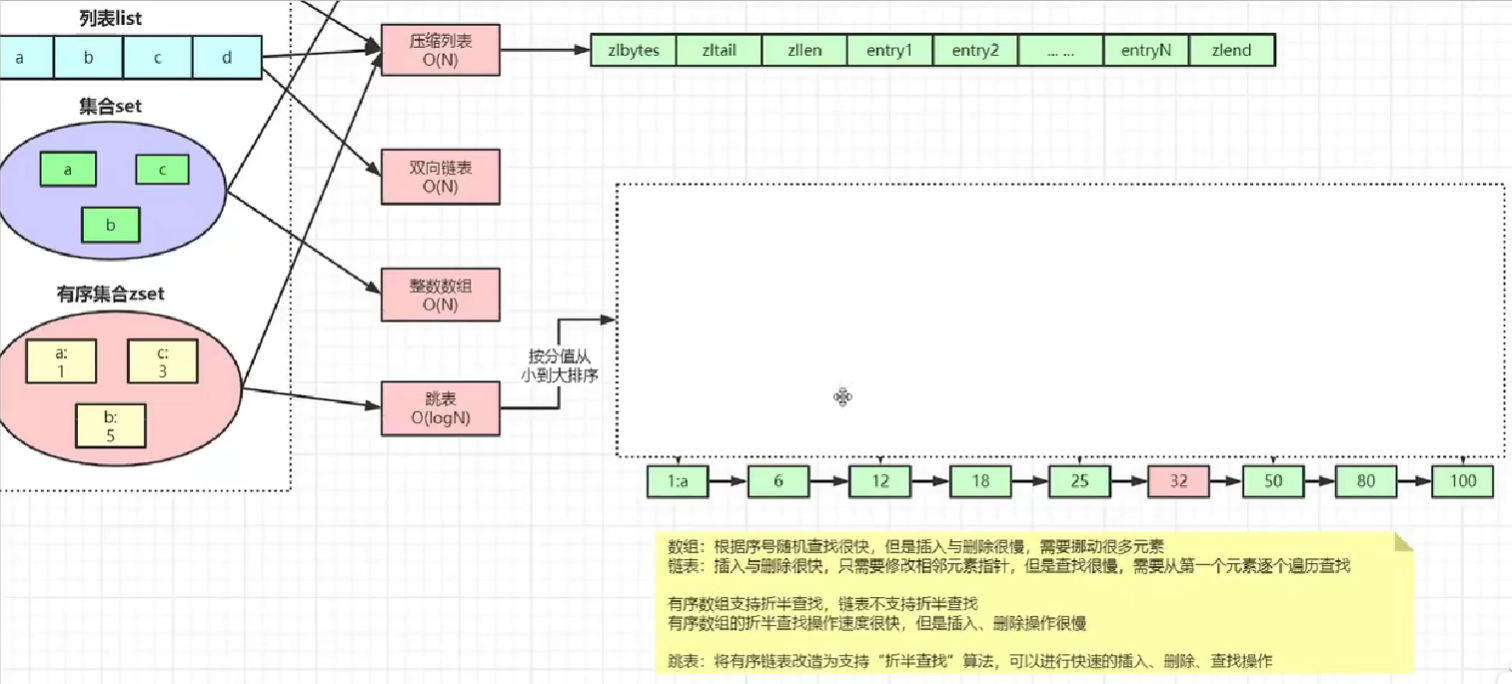 列表list
a b c d
集合set
a c
b
有序集合zset
a:
1
c:
3
b:
5
压缩列表
O(N)
双向链表
O(N)
整数数组
O(N)
跳表
O(logN)
按分值从
小到大排序
zlbytes zltail zllen entry1 entry2 ... ... entryN zlend
1:a 6 12 18 25 32 50 80 100
数组：根据序号随机查找很快，但是插入与删除很慢，需要挪动很多元素
链表：插入与删除很快，只需要修改相邻元素指针，但是查找很慢，需要从第一个元素逐个遍历查找
有序数组支持折半查找，链表不支持折半查找
有序数组的折半查找操作速度很快，但是插入、删除操作很慢
跳表：将有序链表改造为支持“折半查找”算法，可以进行快速的插入、删除、查找操作